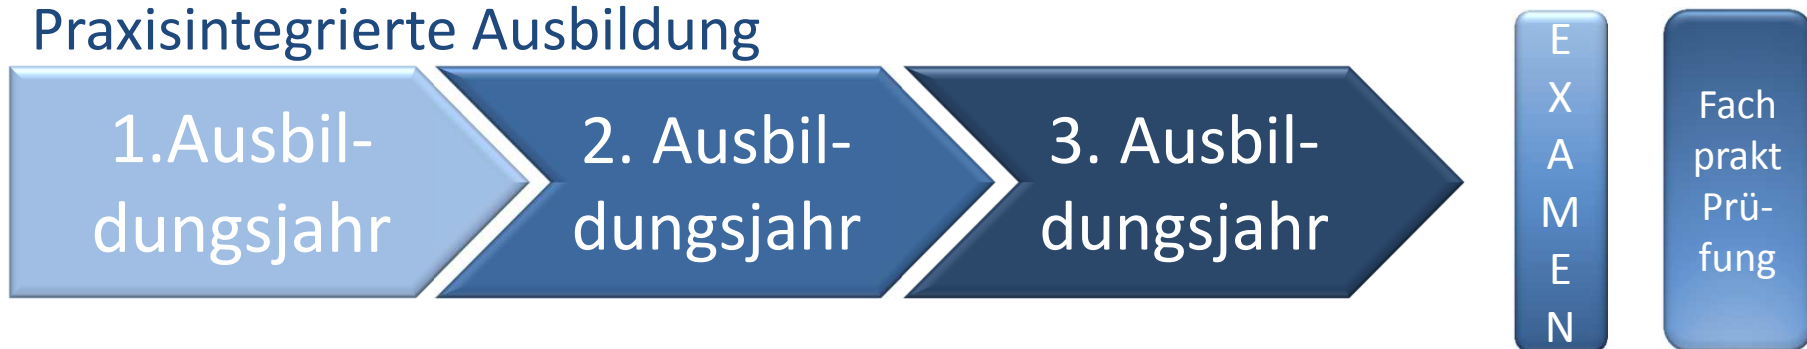 Praxisintegrierte Ausbildung
1.Ausbil-
dungsjahr
2. Ausbil-
dungsjahr
3. Ausbil-
dungsjahr
E
X
A
M
E
N
Fach
prakt
Prü-
fung